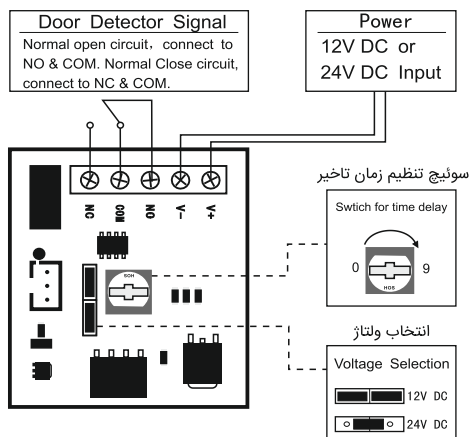 Door Detector Signal
Normal open circuit, connect to
NO & COM. Normal Close circuit,
connect to NC & COM.
Power
12V DC or
24V DC Input
NC
COM
NO
V-
V+
SOH
سوئیچ تنظیم زمان تاخیر
Swtich for time delay
0
9
HOS
انتخاب ولتاژ
Voltage Selection
12V DC
24V DC